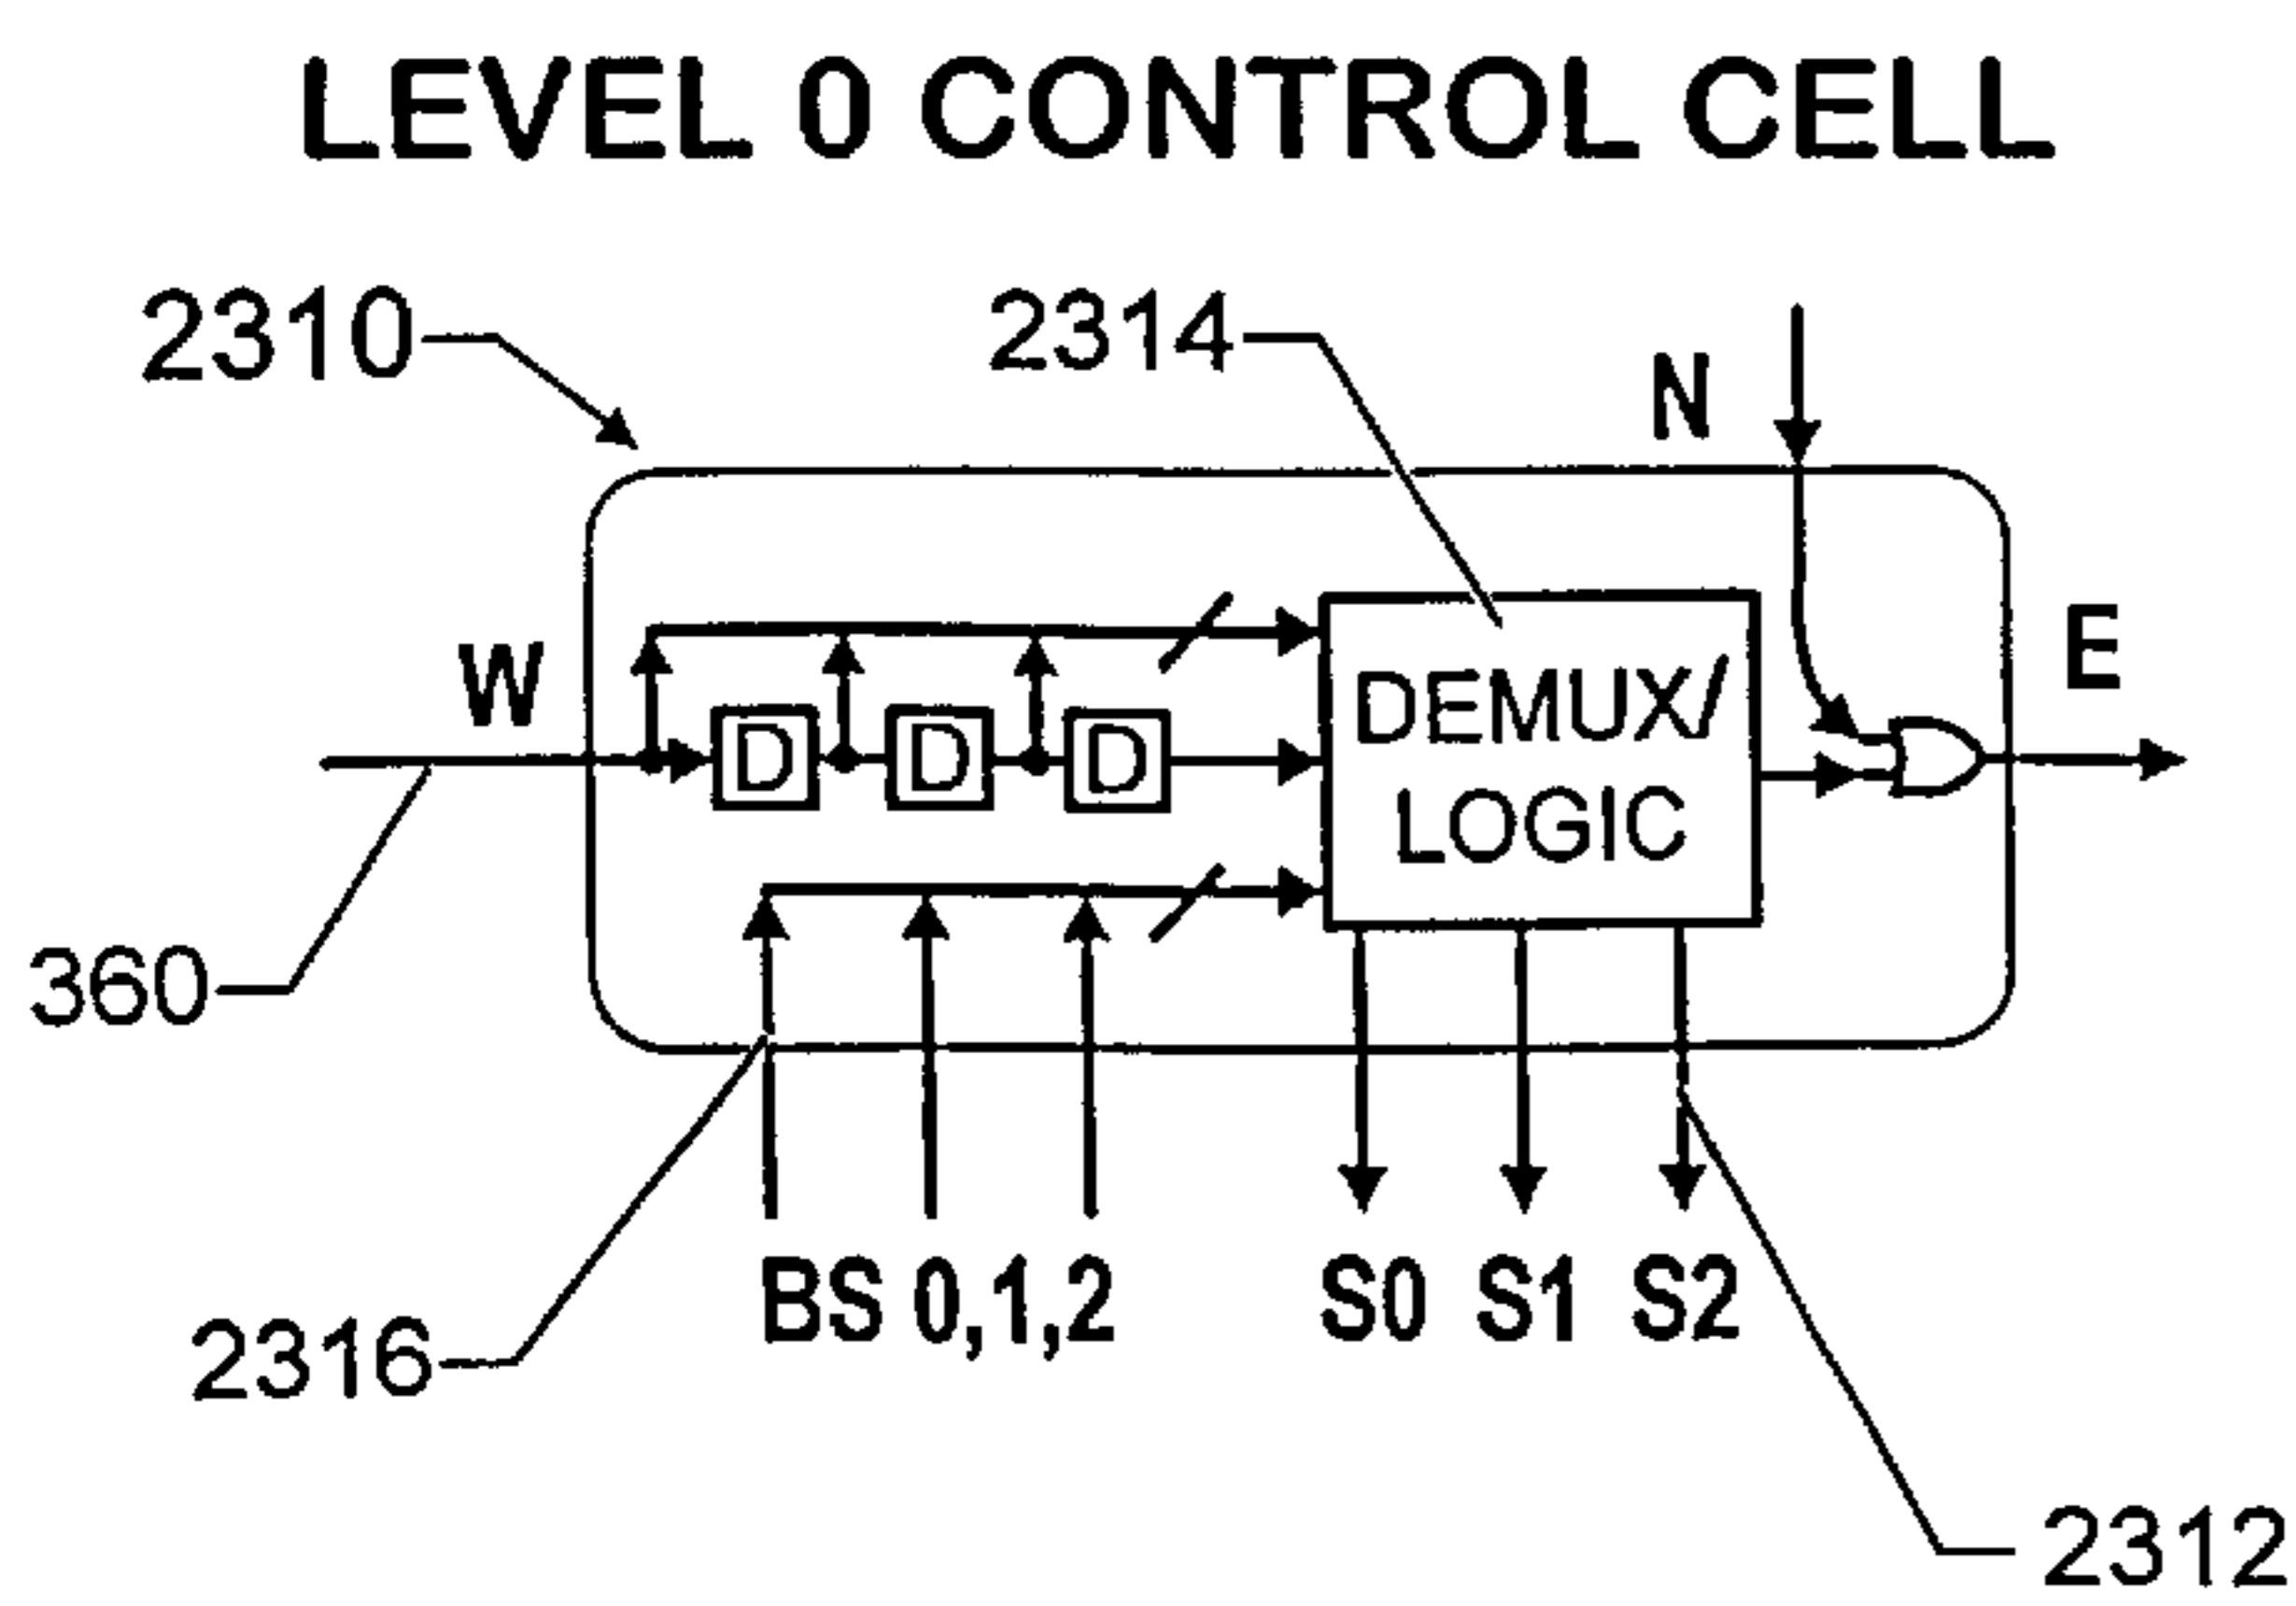 LEVEL 0 CONTROL CELL
2310
2314
N
W
E
D D D
DEMUX/
LOGIC
360
BS 0,1,2
S0 S1 S2
2316
2312